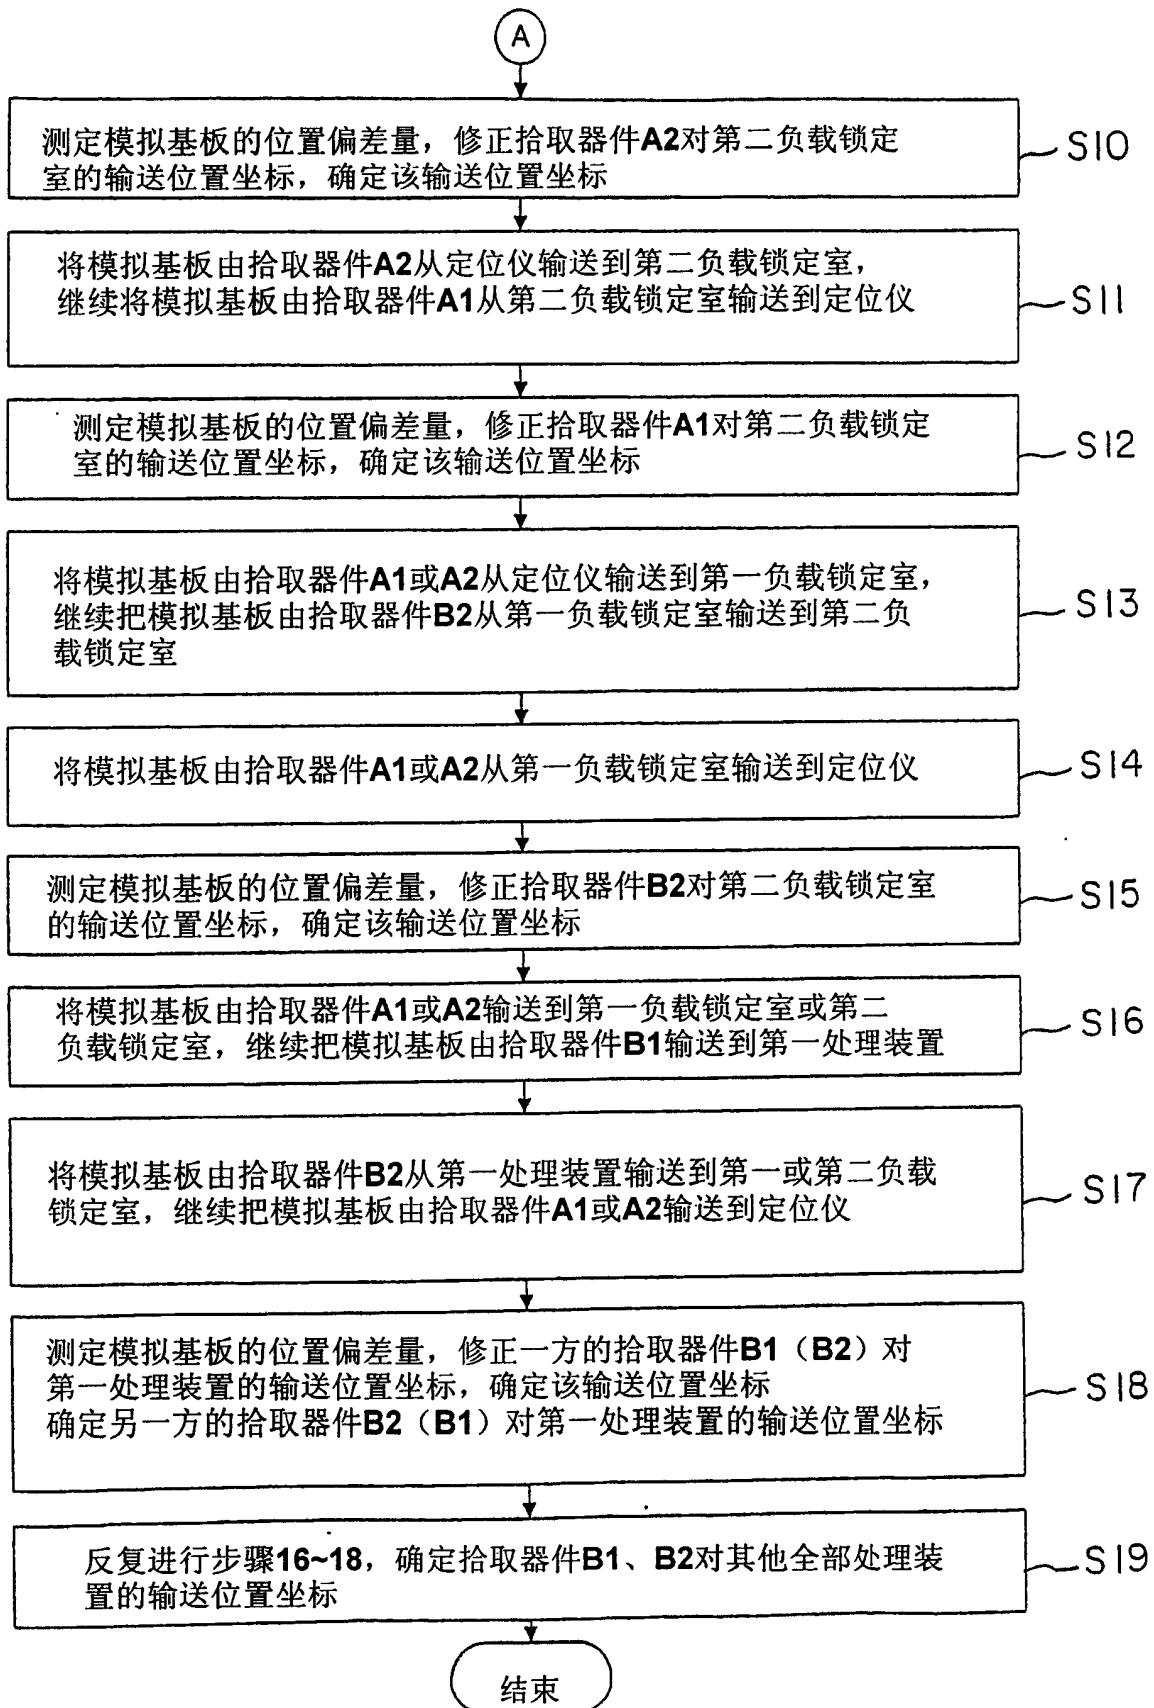 A
测定模拟基板的位置偏差量，修正拾取器件A2对第二负载锁定
室的输送位置坐标，确定该输送位置坐标
S10
将模拟基板由拾取器件A2从定位仪输送到第二负载锁定室，
继续将模拟基板由拾取器件A1从第二负载锁定室输送到定位仪
S11
测定模拟基板的位置偏差量，修正拾取器件A1对第二负载锁定
室的输送位置坐标，确定该输送位置坐标
S12
将模拟基板由拾取器件A1或A2从定位仪输送到第一负载锁定室，
继续把模拟基板由拾取器件B2从第一负载锁定室输送到第二负
载锁定室
S13
将模拟基板由拾取器件A1或A2从第一负载锁定室输送到定位仪
S14
测定模拟基板的位置偏差量，修正拾取器件B2对第二负载锁定室
的输送位置坐标，确定该输送位置坐标
S15
将模拟基板由拾取器件A1或A2输送到第一负载锁定室或第二
负载锁定室，继续把模拟基板由拾取器件B1输送到第一处理装置
S16
将模拟基板由拾取器件B2从第一处理装置输送到第一或第二负载
锁定室，继续把模拟基板由拾取器件A1或A2输送到定位仪
S17
测定模拟基板的位置偏差量，修正一方的拾取器件B1（B2）对
第一处理装置的输送位置坐标，确定该输送位置坐标
确定另一方的拾取器件B2（B1）对第一处理装置的输送位置坐标
S18
反复进行步骤16~18，确定拾取器件B1、B2对其他全部处理装
置的输送位置坐标
S19
结束